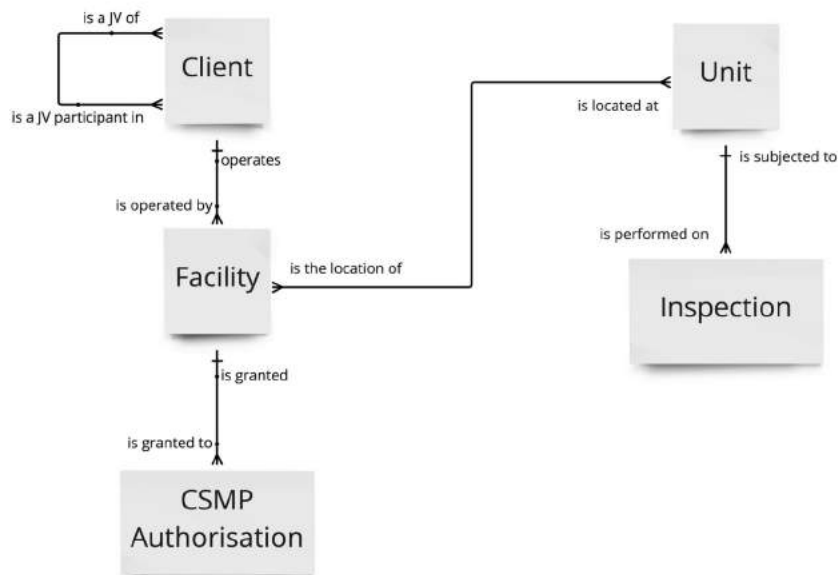 is a JV of
Client
Unit
is a JV participant in
is located at
operates
is subjected to
is operated by
is performed on
Facility
is the location of
Inspection
is granted
is granted to
CSMP
Authorisation